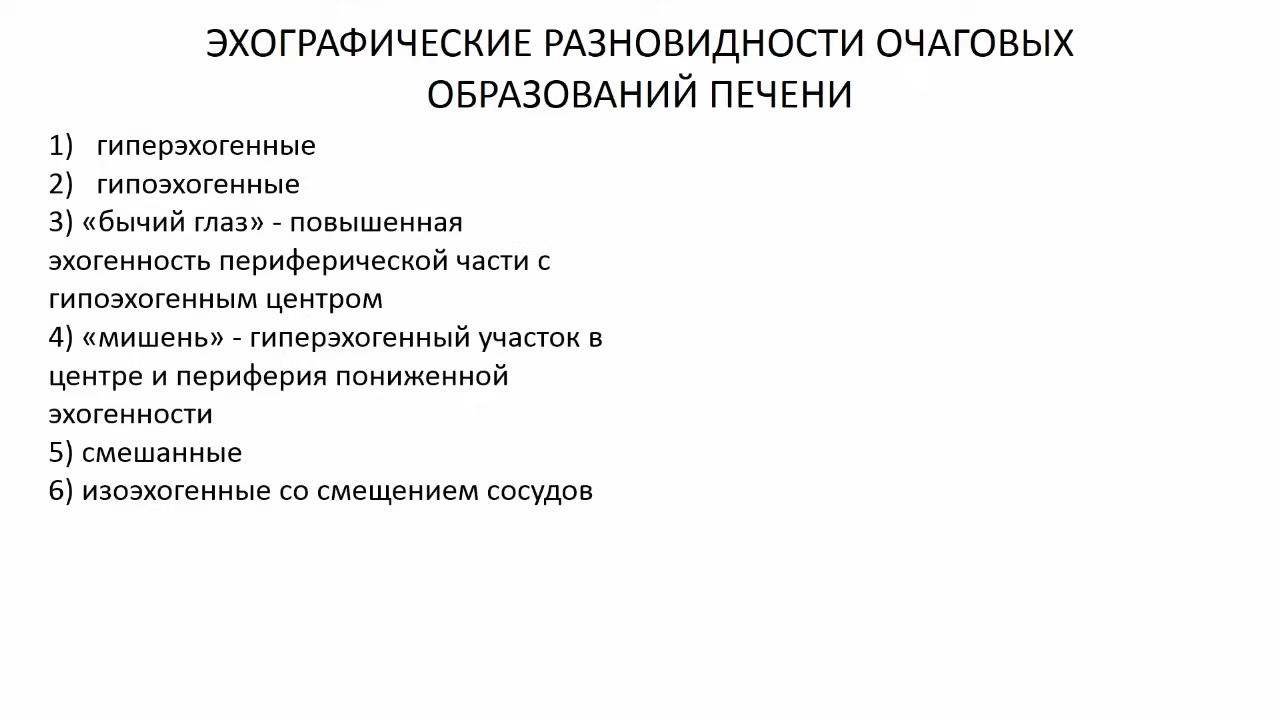 ЭХОГРАФИЧЕСКИЕ РАЗНОВИДНОСТИ ОЧАГОВЫХ
ОБРАЗОВАНИЙ ПЕЧЕНИ
1) гиперэхогенные
2) гипоэхогенные
3) «бычий глаз» - повышенная
эхогенность периферической части с
гипоэхогенным центром
4) «мишень» - гиперэхогенный участок в
центре и периферия пониженной
эхогенности
5) смешанные
6) изоэхогенные со смещением сосудов